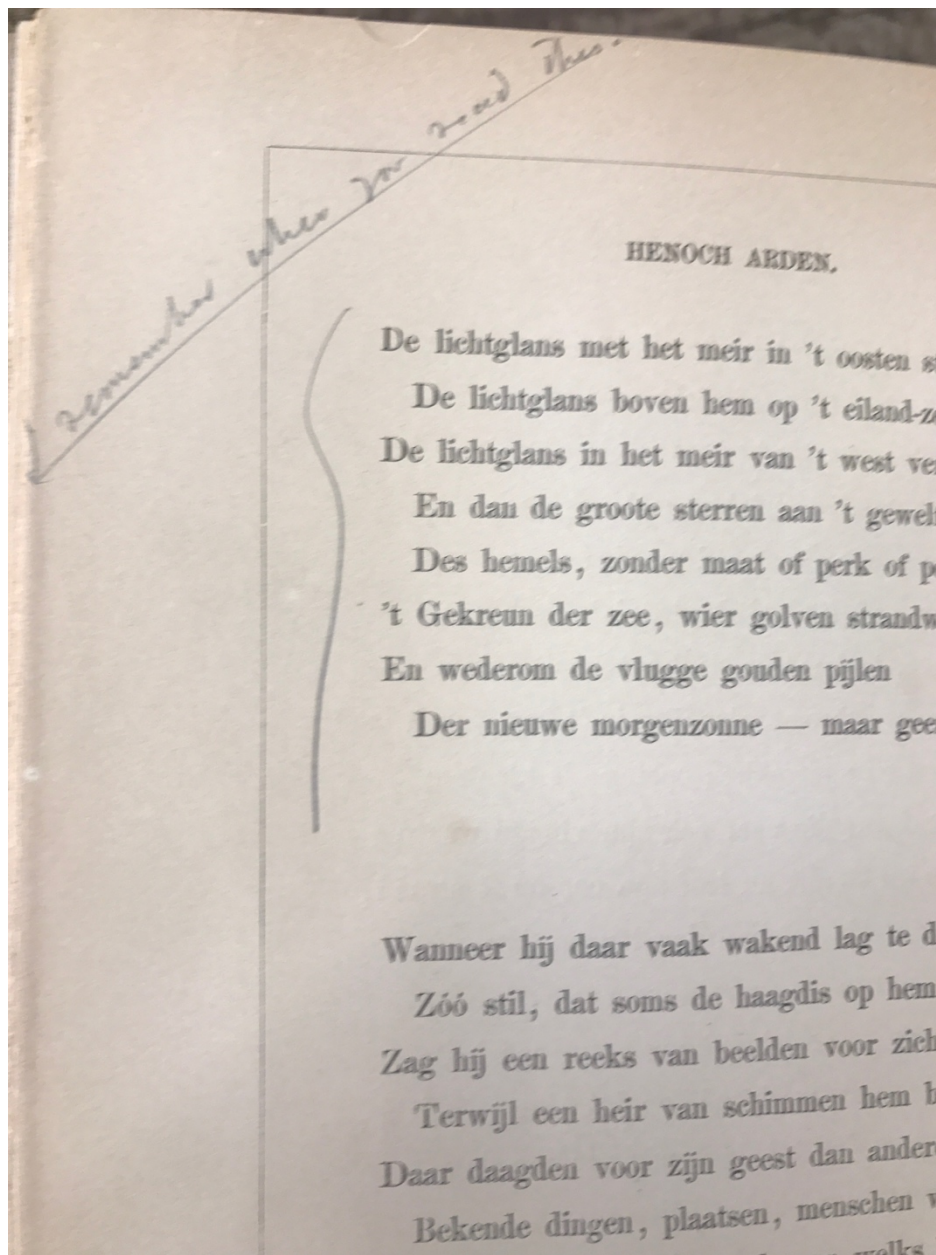 I remember when you read this.
HENOCH ARDEN.
De lichtglans met het meir in 't oosten
De lichtglans boven hem op 't eiland-
De lichtglans in het meir van 't west
En dan de groote sterren aan 't
Des hemels, zonder maat of perk of
't Gekreun der zee, wier golven
En wederom de vlugge gouden pijlen
Der nieuwe morgenzonne — maar
Wanneer hij daar vaak wakend lag te
Zóó stil, dat soms de haagdis op hem
Zag hij een reeks van beelden voor
Terwijl een heir van schimmen hem
Daar daagden voor zijn geest dan
Bekende dingen, plaatsen, menschen